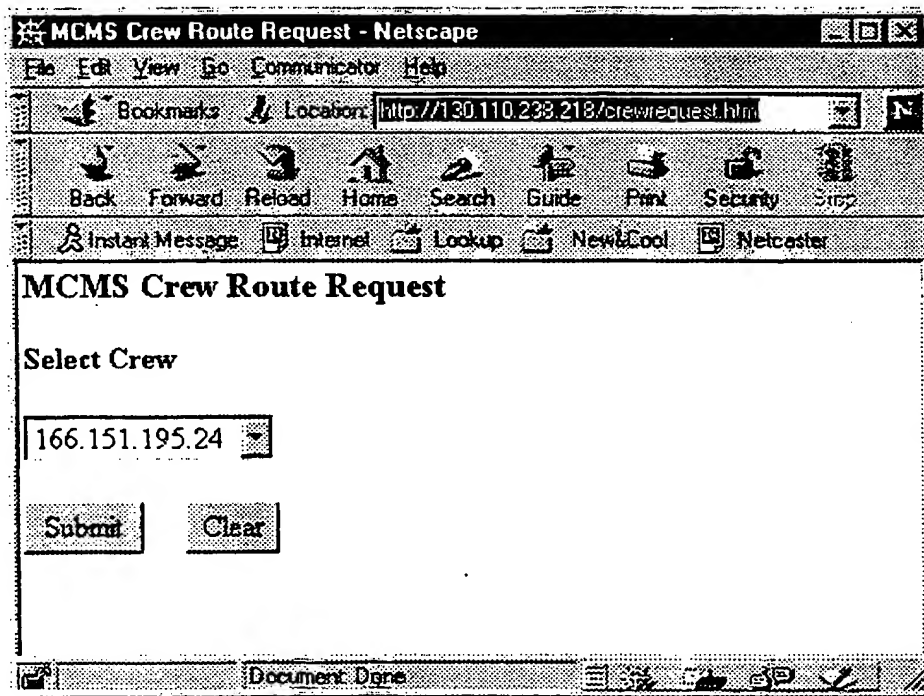 MCMS Crew Route Request - Netscape
File Edit View Go Communicator Help
Bookmarks Location: http://130.110.238.218/crewrequest.htm N
Back Forward Reload Home Search Guide Print Security Stop
Instant Message Internet Lookup New&Cool Netcaster
MCMS Crew Route Request
Select Crew
166.151.195.24
Submit Clear
Document: Done